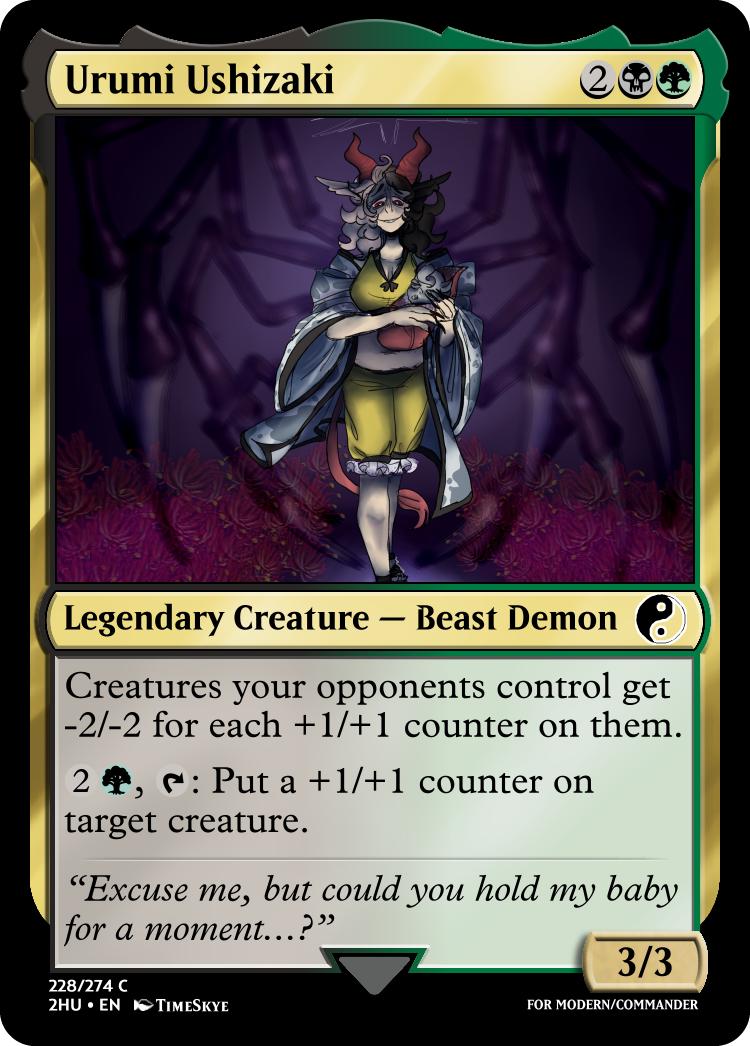 Urumi Ushizaki 2
Legendary Creature — Beast Demon
Creatures your opponents control get
-2/-2 for each +1/+1 counter on them.
2 , : Put a +1/+1 counter on
target creature.
“Excuse me, but could you hold my baby
for a moment...?”
3/3
228/274 C
2HU • EN TimeSkye
FOR MODERN/COMMANDER